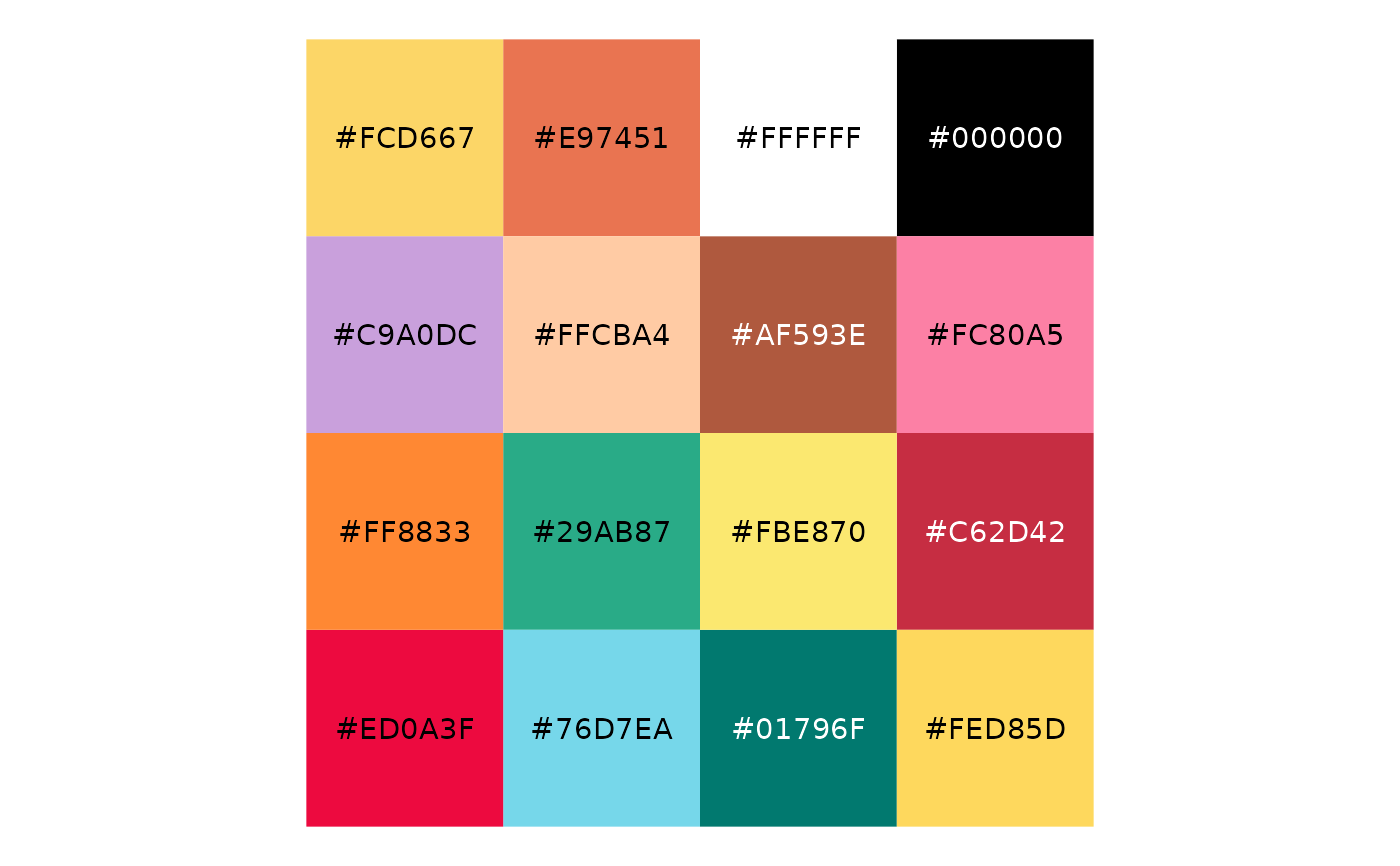 #FCD667 #E97451 #FFFFFF #000000
#C9A0DC #FFCBA4 #AF593E #FC80A5
#FF8833 #29AB87 #FBE870 #C62D42
#ED0A3F #76D7EA #01796F #FED85D